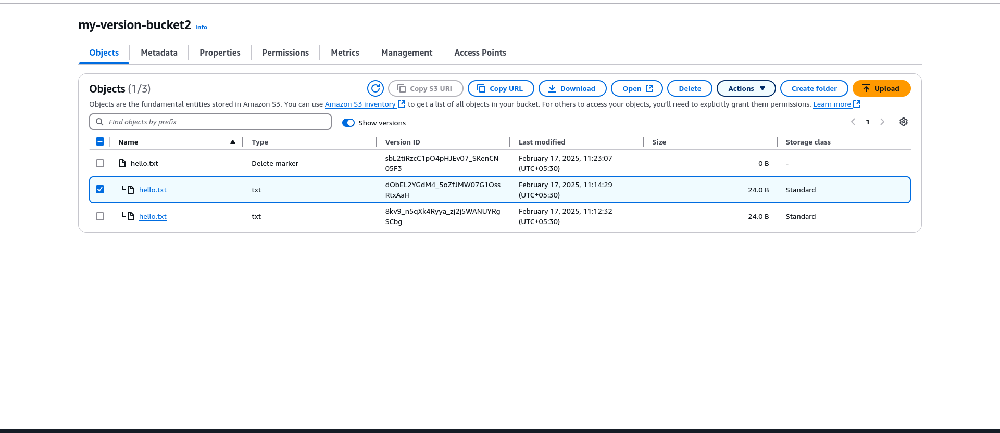 my-version-bucket2 Info
Objects Metadata Properties Permissions Metrics Management Access Points
Objects (1/3) Copy S3 URI Copy URL Download Open Delete Actions Create folder Upload
Objects are the fundamental entities stored in Amazon S3. You can use Amazon S3 inventory to get a list of all objects in your bucket. For others to access your objects, you'll need to explicitly grant them permissions. Learn more
Find objects by prefix Show versions 1
Name Type Version ID Last modified Size Storage class
hello.txt Delete marker sbL2tiRzcC1pO4pHJEv07_SKenCN February 17, 2025, 11:23:07 0 B -
05F3 (UTC+05:30)
hello.txt txt dObEL2YGdM4_5oZfJMW07G1Oss February 17, 2025, 11:14:29 24.0 B Standard
RtxAaH (UTC+05:30)
hello.txt txt 8kv9_n5qXk4Ryya_zj2j5WANUYRg February 17, 2025, 11:12:32 24.0 B Standard
SCbg (UTC+05:30)